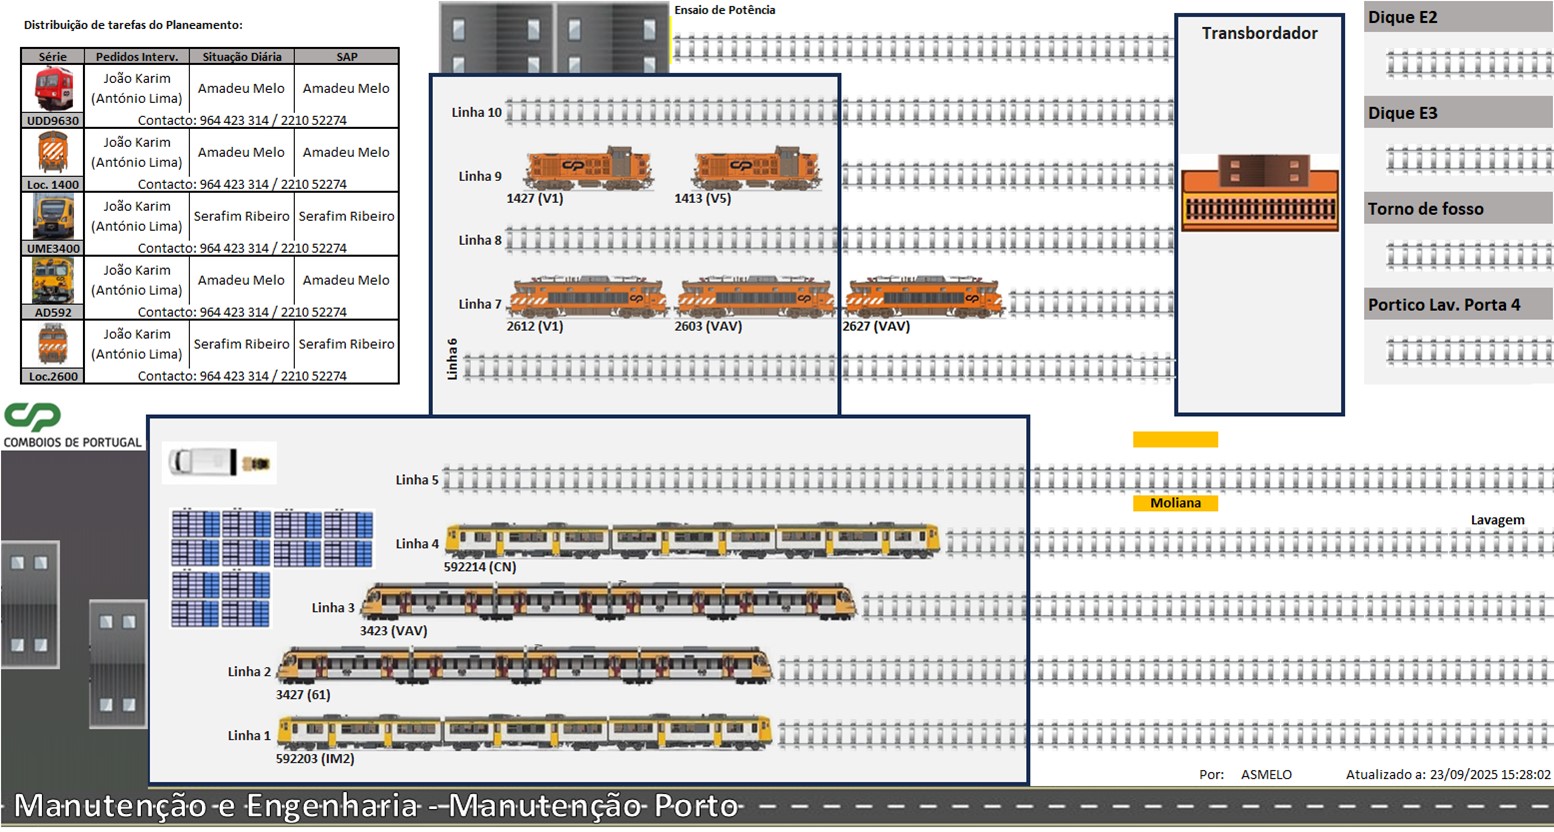 Distribuição de tarefas do Planeamento:
Série Pedidos Interv. Situação Diária SAP
João Karim
(António Lima) Amadeu Melo Amadeu Melo
UDD9630 Contacto: 964 423 314 / 2210 52274
João Karim
(António Lima) Amadeu Melo Amadeu Melo
Loc. 1400 Contacto: 964 423 314 / 2210 52274
João Karim
(António Lima) Serafim Ribeiro Serafim Ribeiro
UME3400 Contacto: 964 423 314 / 2210 52274
João Karim
(António Lima) Amadeu Melo Amadeu Melo
AD592 Contacto: 964 423 314 / 2210 52274
João Karim
(António Lima) Serafim Ribeiro Serafim Ribeiro
Loc.2600 Contacto: 964 423 314 / 2210 52274
Ensaio de Potência
Linha 10
Linha 9
1427 (V1) 1413 (V5)
Linha 8
Linha 7
2612 (V1) 2603 (VAV) 2627 (VAV)
Linha 6
Transbordador
Dique E2
Dique E3
Torno de fosso
Portico Lav. Porta 4
CP
COMBOIOS DE PORTUGAL
Linha 5
Moliana
Lavagem
Linha 4
592214 (CN)
Linha 3
3423 (VAV)
Linha 2
3427 (61)
Linha 1
592203 (IM2)
Por: ASMELO Atualizado a: 23/09/2025 15:28:02
Manutenção e Engenharia - Manutenção Porto